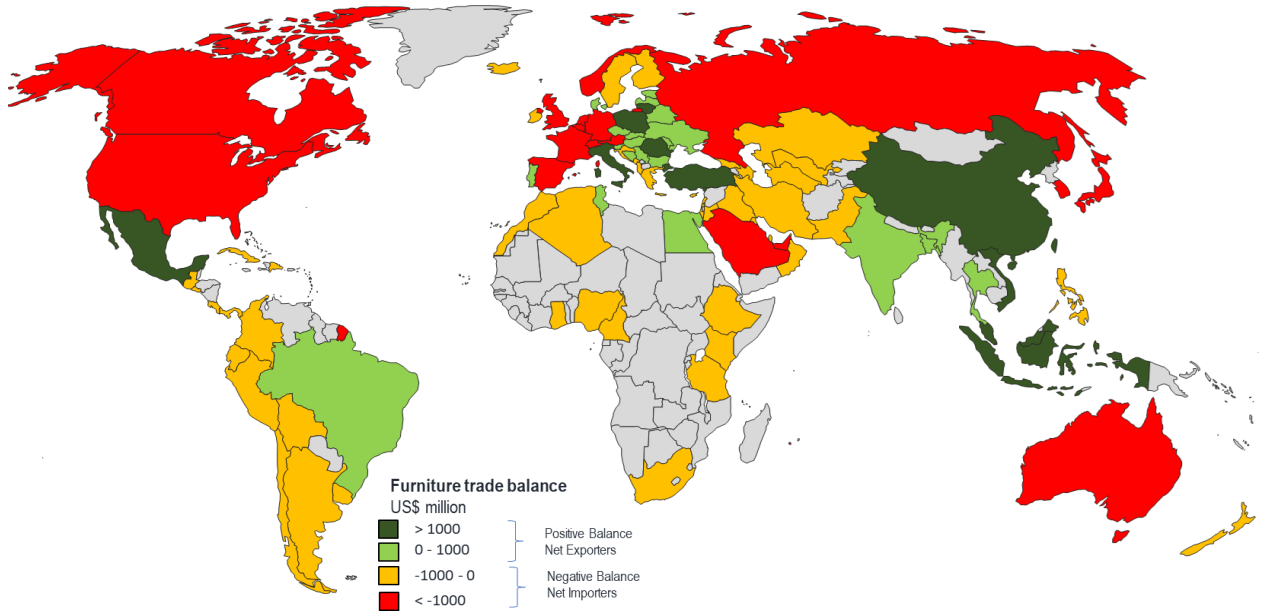 Furniture trade balance
US$ million
> 1000
0 - 1000
Positive Balance
Net Exporters
-1000 - 0
< -1000
Negative Balance
Net Importers